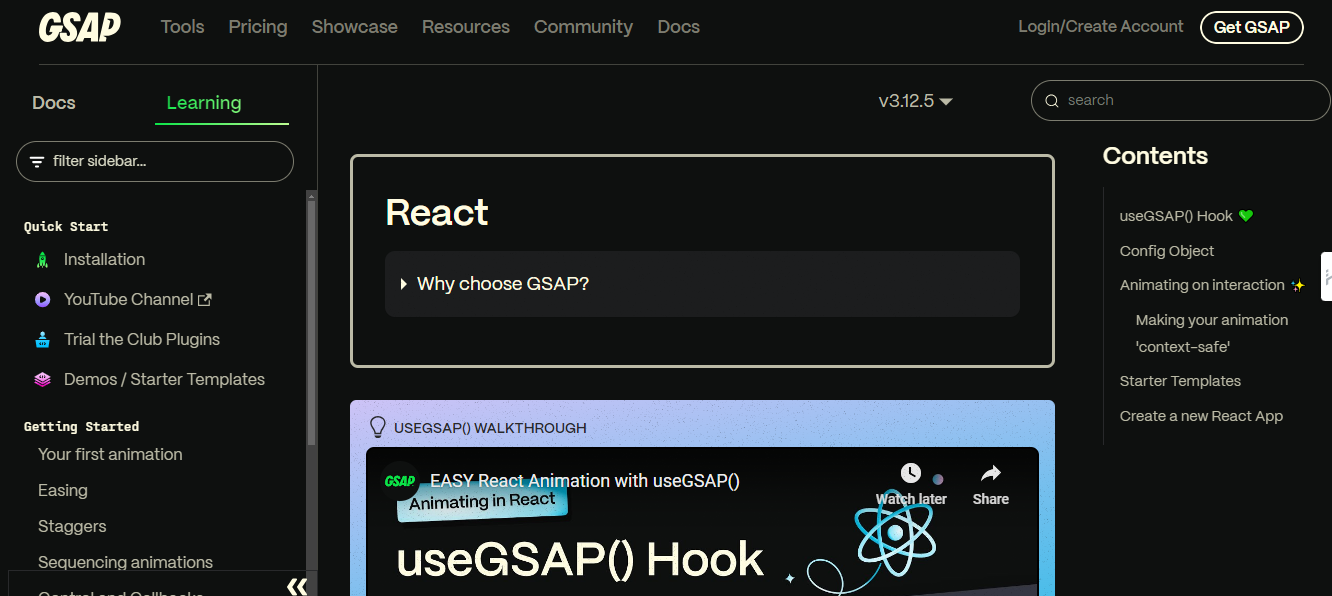 GSAP
Tools Pricing Showcase Resources Community Docs
LogIn/Create Account Get GSAP
Docs Learning
v3.12.5
search
filter sidebar...
Quick Start
Installation
YouTube Channel
Trial the Club Plugins
Demos / Starter Templates
Getting Started
Your first animation
Easing
Staggers
Sequencing animations
Control and Callbacks
React
Why choose GSAP?
USEGSAP() WALKTHROUGH
GSAP
EASY React Animation with useGSAP()
Watch later
Share
Animating in React
useGSAP() Hook
Contents
useGSAP() Hook 💚
Config Object
Animating on interaction ✨
Making your animation
'context-safe'
Starter Templates
Create a new React App